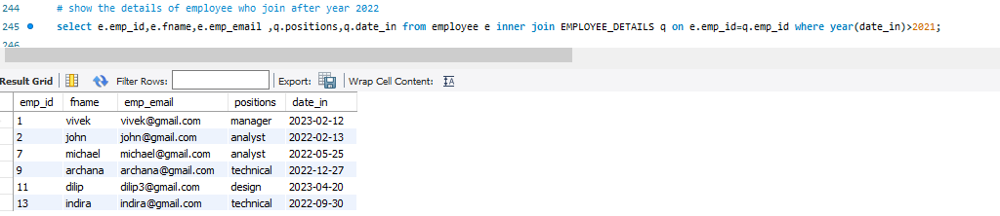 244 # show the details of employee who join after year 2022
245 select e.emp_id,e.fname,e.emp_email ,q.positions,q.date_in from employee e inner join EMPLOYEE_DETAILS q on e.emp_id=q.emp_id where year(date_in)>2021;
246
Result Grid Filter Rows: Export: Wrap Cell Content:
emp_id fname emp_email positions date_in
1 vivek vivek@gmail.com manager 2023-02-12
2 john john@gmail.com analyst 2022-02-13
7 michael michael@gmail.com analyst 2022-05-25
9 archana archana@gmail.com technical 2022-12-27
11 dilip dilip3@gmail.com design 2023-04-20
13 indira indira@gmail.com technical 2022-09-30